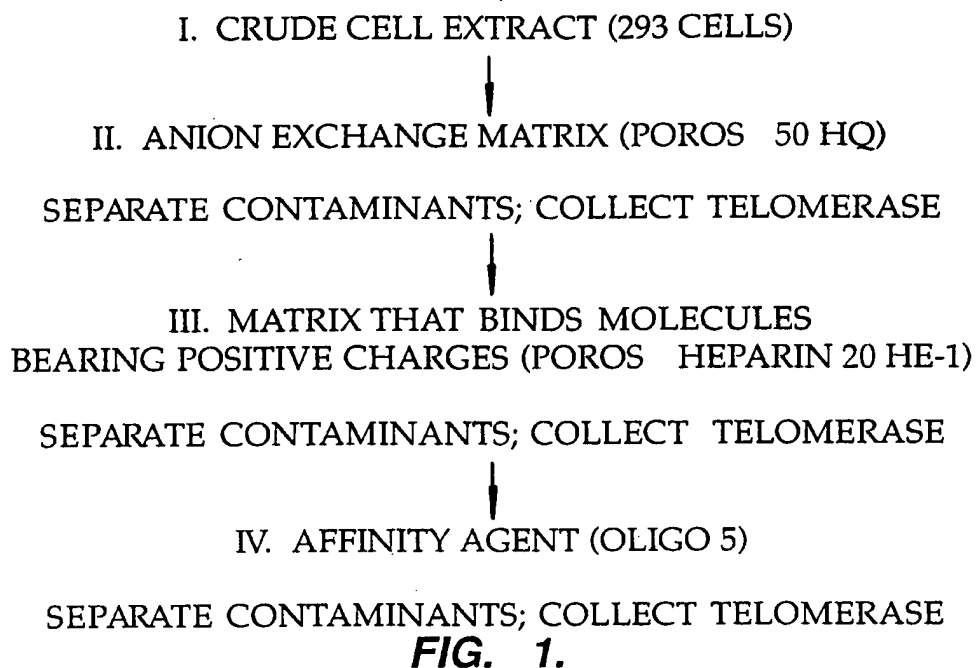 I. CRUDE CELL EXTRACT (293 CELLS)
II. ANION EXCHANGE MATRIX (POROS 50 HQ)
SEPARATE CONTAMINANTS; COLLECT TELOMERASE
III. MATRIX THAT BINDS MOLECULES
BEARING POSITIVE CHARGES (POROS HEPARIN 20 HE-1)
SEPARATE CONTAMINANTS; COLLECT TELOMERASE
IV. AFFINITY AGENT (OLIGO 5)
SEPARATE CONTAMINANTS; COLLECT TELOMERASE
FIG. 1.